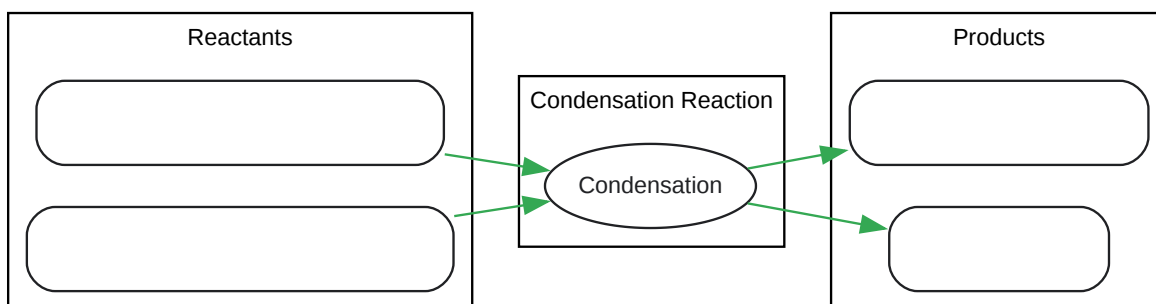 Reactants
Products
Condensation Reaction
Condensation